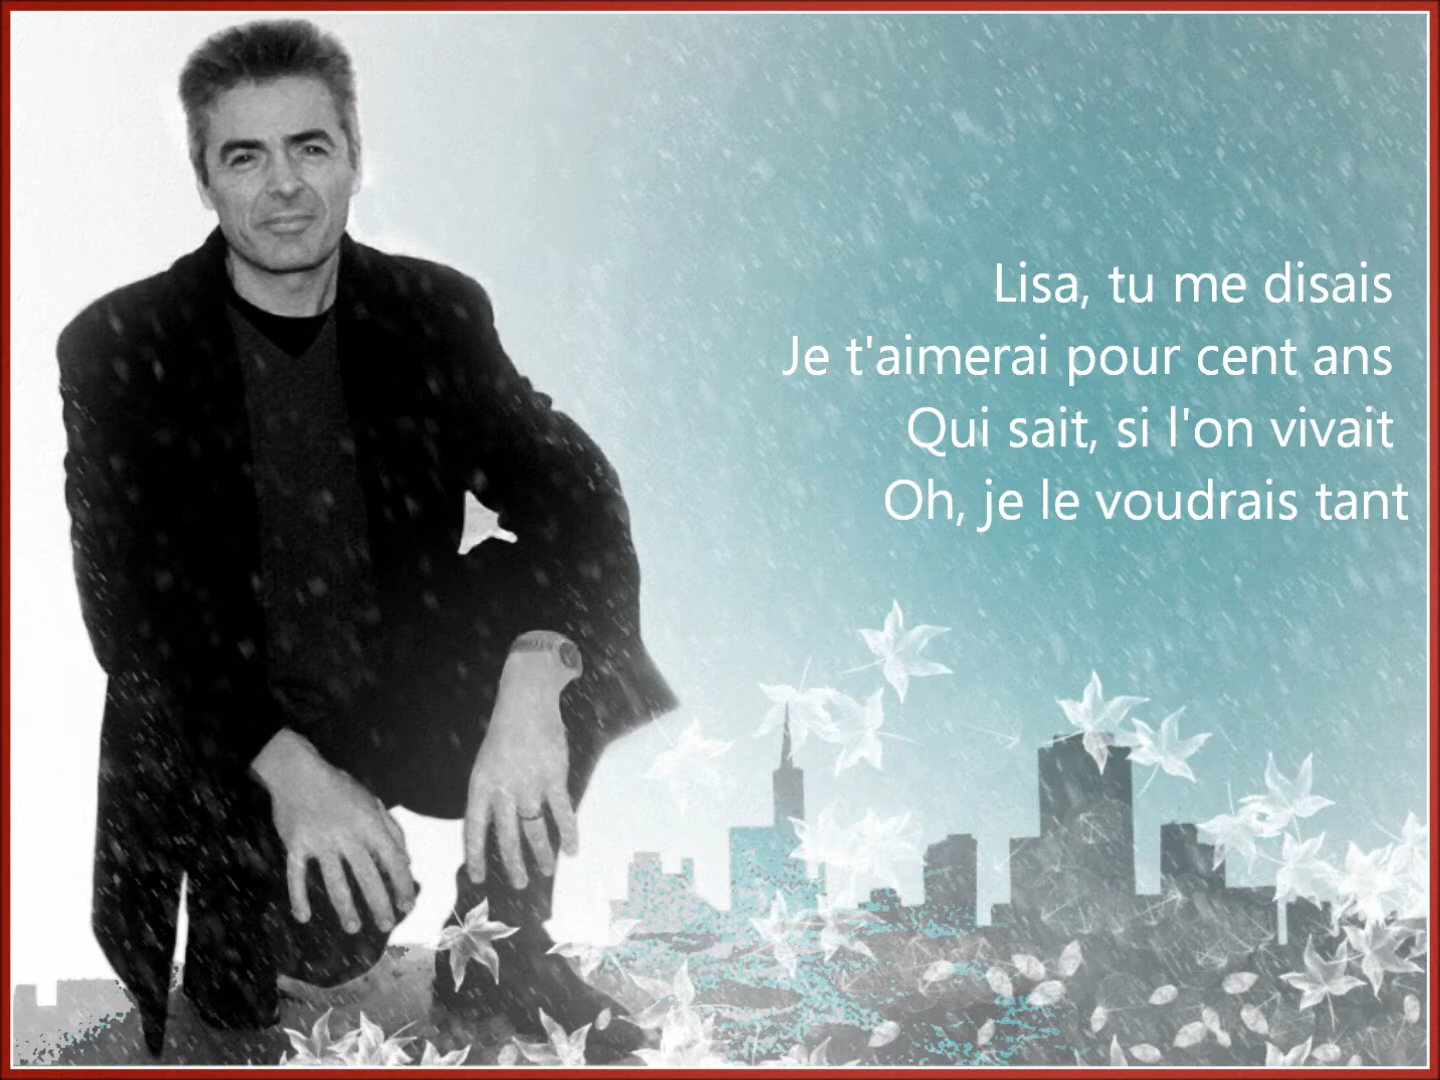 Lisa, tu me disais
Je t'aimerai pour cent ans
Qui sait, si l'on vivait
Oh, je le voudrais tant